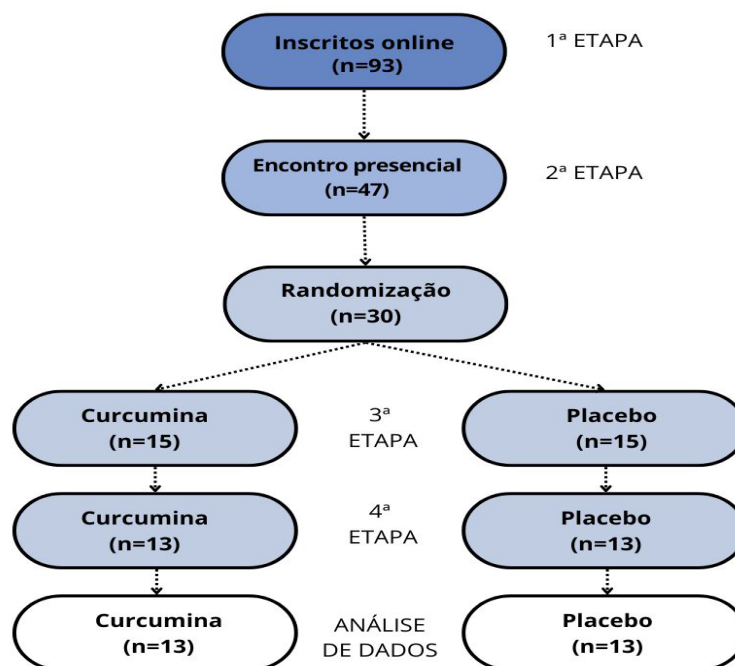 Inscritos online
(n=93)
1ª ETAPA
Encontro presencial
(n=47)
2ª ETAPA
Randomização
(n=30)
Curcumina
(n=15)
3ª
ETAPA
Placebo
(n=15)
Curcumina
(n=13)
4ª
ETAPA
Placebo
(n=13)
Curcumina
(n=13)
ANÁLISE
DE DADOS
Placebo
(n=13)